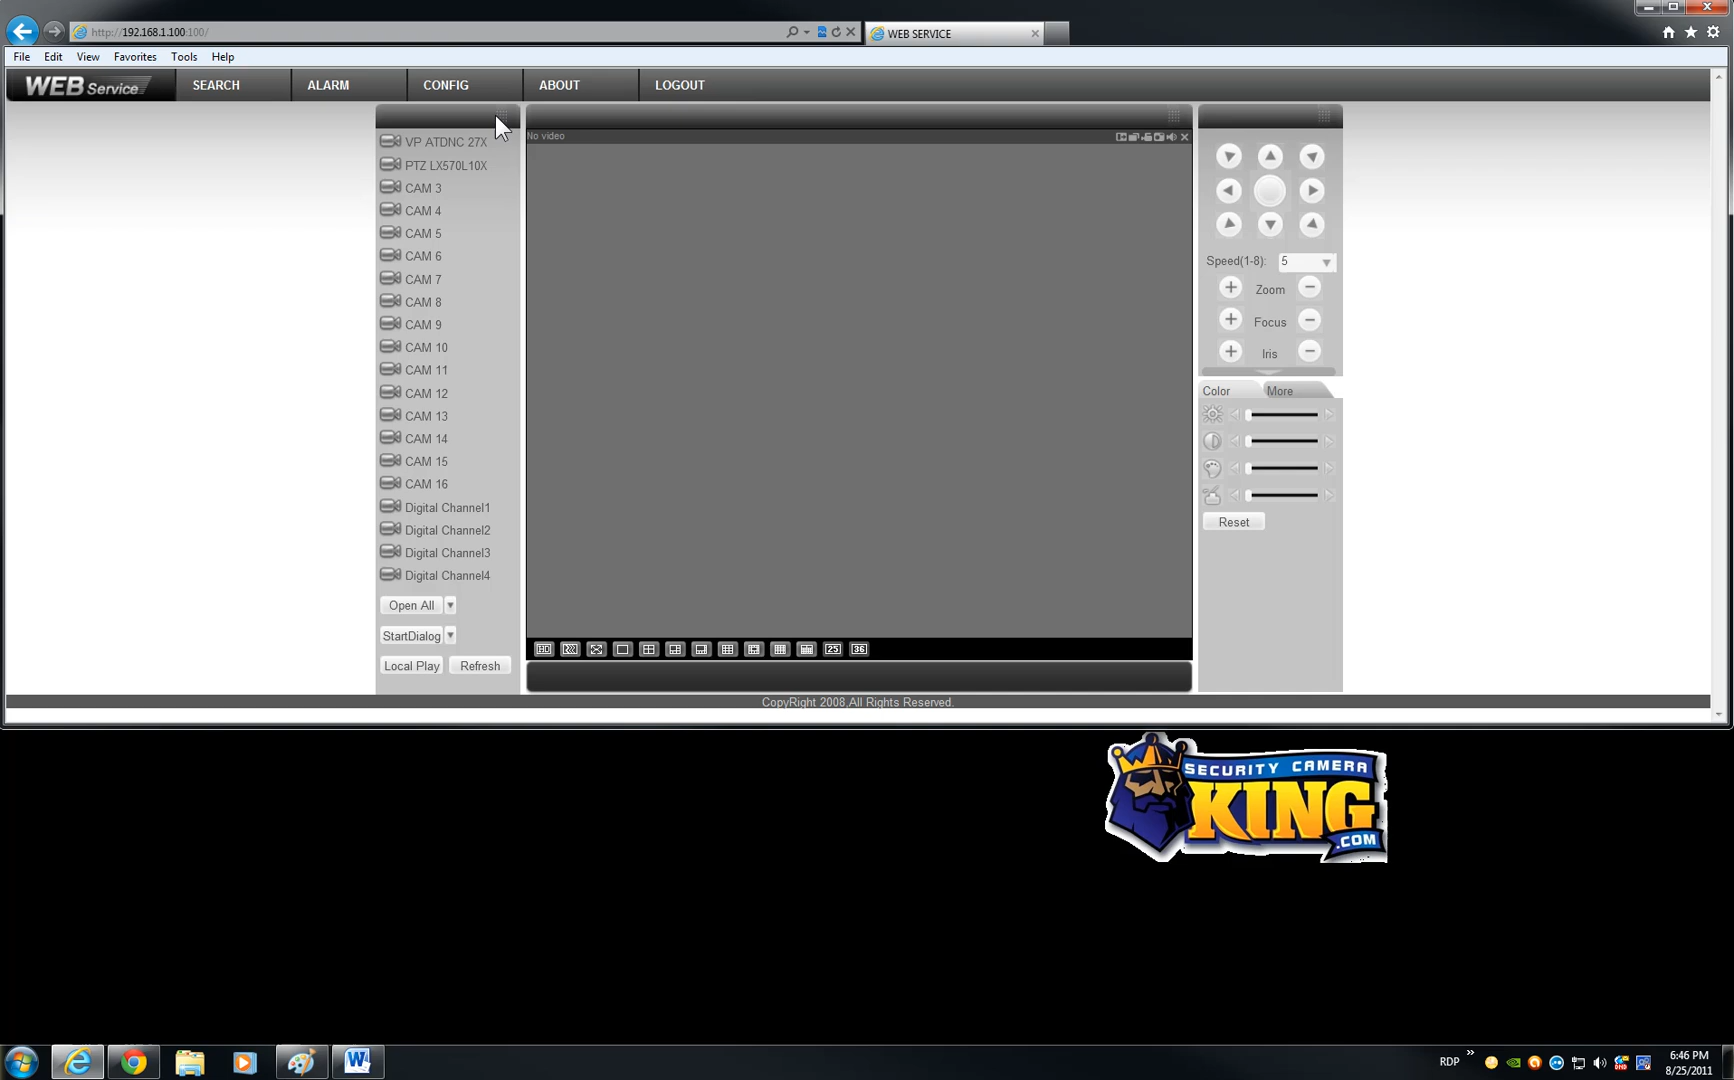 http://192.168.1.100:100/
WEB SERVICE
File Edit View Favorites Tools Help
WEB Service SEARCH ALARM CONFIG ABOUT LOGOUT
No video
VP ATDNC 27X
PTZ LX570L10X
CAM 3
CAM 4
CAM 5
CAM 6
CAM 7
CAM 8
CAM 9
CAM 10
CAM 11
CAM 12
CAM 13
CAM 14
CAM 15
CAM 16
Digital Channel1
Digital Channel2
Digital Channel3
Digital Channel4
Open All
StartDialog
Local Play Refresh
HD
25 36
Speed(1-8): 5
Zoom
Focus
Iris
Color More
Reset
CopyRight 2008,All Rights Reserved.
SECURITY CAMERA
KING
.COM
RDP
6:46 PM
8/25/2011